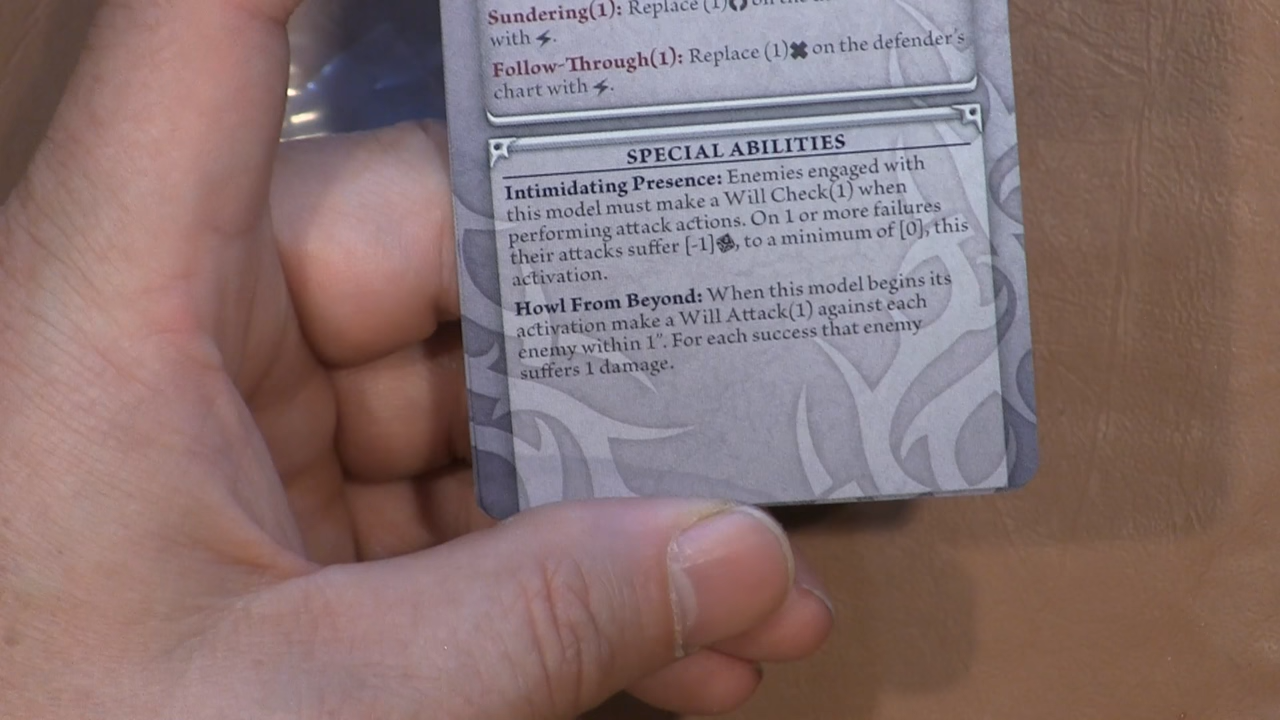 Sundering(1): Replace (1) on the
with
Follow-Through(1): Replace (1)✖ on the defender's
chart with ⚡.
SPECIAL ABILITIES
Intimidating Presence: Enemies engaged with
this model must make a Will Check(1) when
performing attack actions. On 1 or more failures
their attacks suffer [-1], to a minimum of [0], this
activation.
Howl From Beyond: When this model begins its
activation make a Will Attack(1) against each
enemy within 1". For each success that enemy
suffers 1 damage.